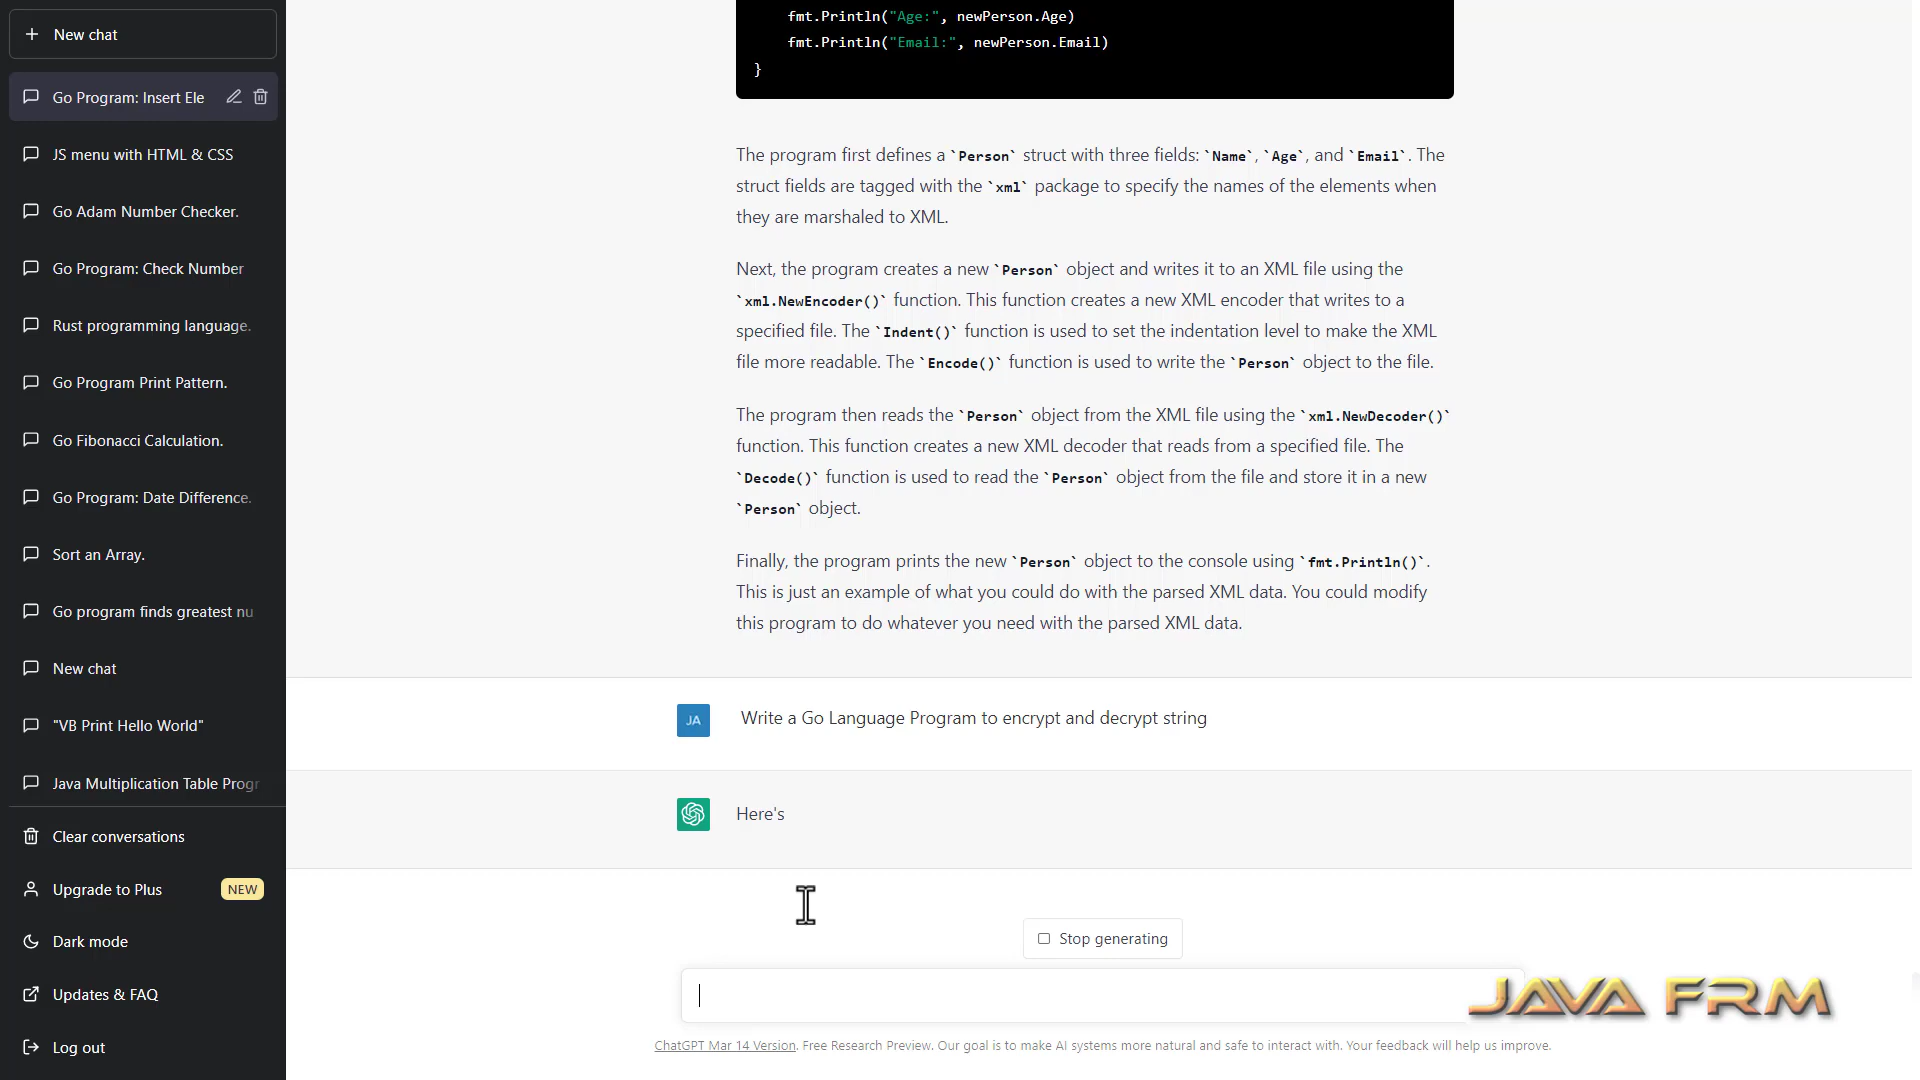 New chat
Go Program: Insert Ele
JS menu with HTML & CSS
Go Adam Number Checker.
Go Program: Check Number
Rust programming language.
Go Program Print Pattern.
Go Fibonacci Calculation.
Go Program: Date Difference.
Sort an Array.
Go program finds greatest nu
New chat
"VB Print Hello World"
Java Multiplication Table Progr
Clear conversations
Upgrade to Plus NEW
Dark mode
Updates & FAQ
Log out
fmt.Println("Age:", newPerson.Age)
fmt.Println("Email:", newPerson.Email)
}
The program first defines a `Person` struct with three fields: `Name`, `Age`, and `Email`. The
struct fields are tagged with the `xml` package to specify the names of the elements when
they are marshaled to XML.
Next, the program creates a new `Person` object and writes it to an XML file using the
`xml.NewEncoder()` function. This function creates a new XML encoder that writes to a
specified file. The `Indent()` function is used to set the indentation level to make the XML
file more readable. The `Encode()` function is used to write the `Person` object to the file.
The program then reads the `Person` object from the XML file using the `xml.NewDecoder()`
function. This function creates a new XML decoder that reads from a specified file. The
`Decode()` function is used to read the `Person` object from the file and store it in a new
`Person` object.
Finally, the program prints the new `Person` object to the console using `fmt.Println()`.
This is just an example of what you could do with the parsed XML data. You could modify
this program to do whatever you need with the parsed XML data.
JA Write a Go Language Program to encrypt and decrypt string
Here's
Stop generating
JAVA FRM
ChatGPT Mar 14 Version. Free Research Preview. Our goal is to make AI systems more natural and safe to interact with. Your feedback will help us improve.